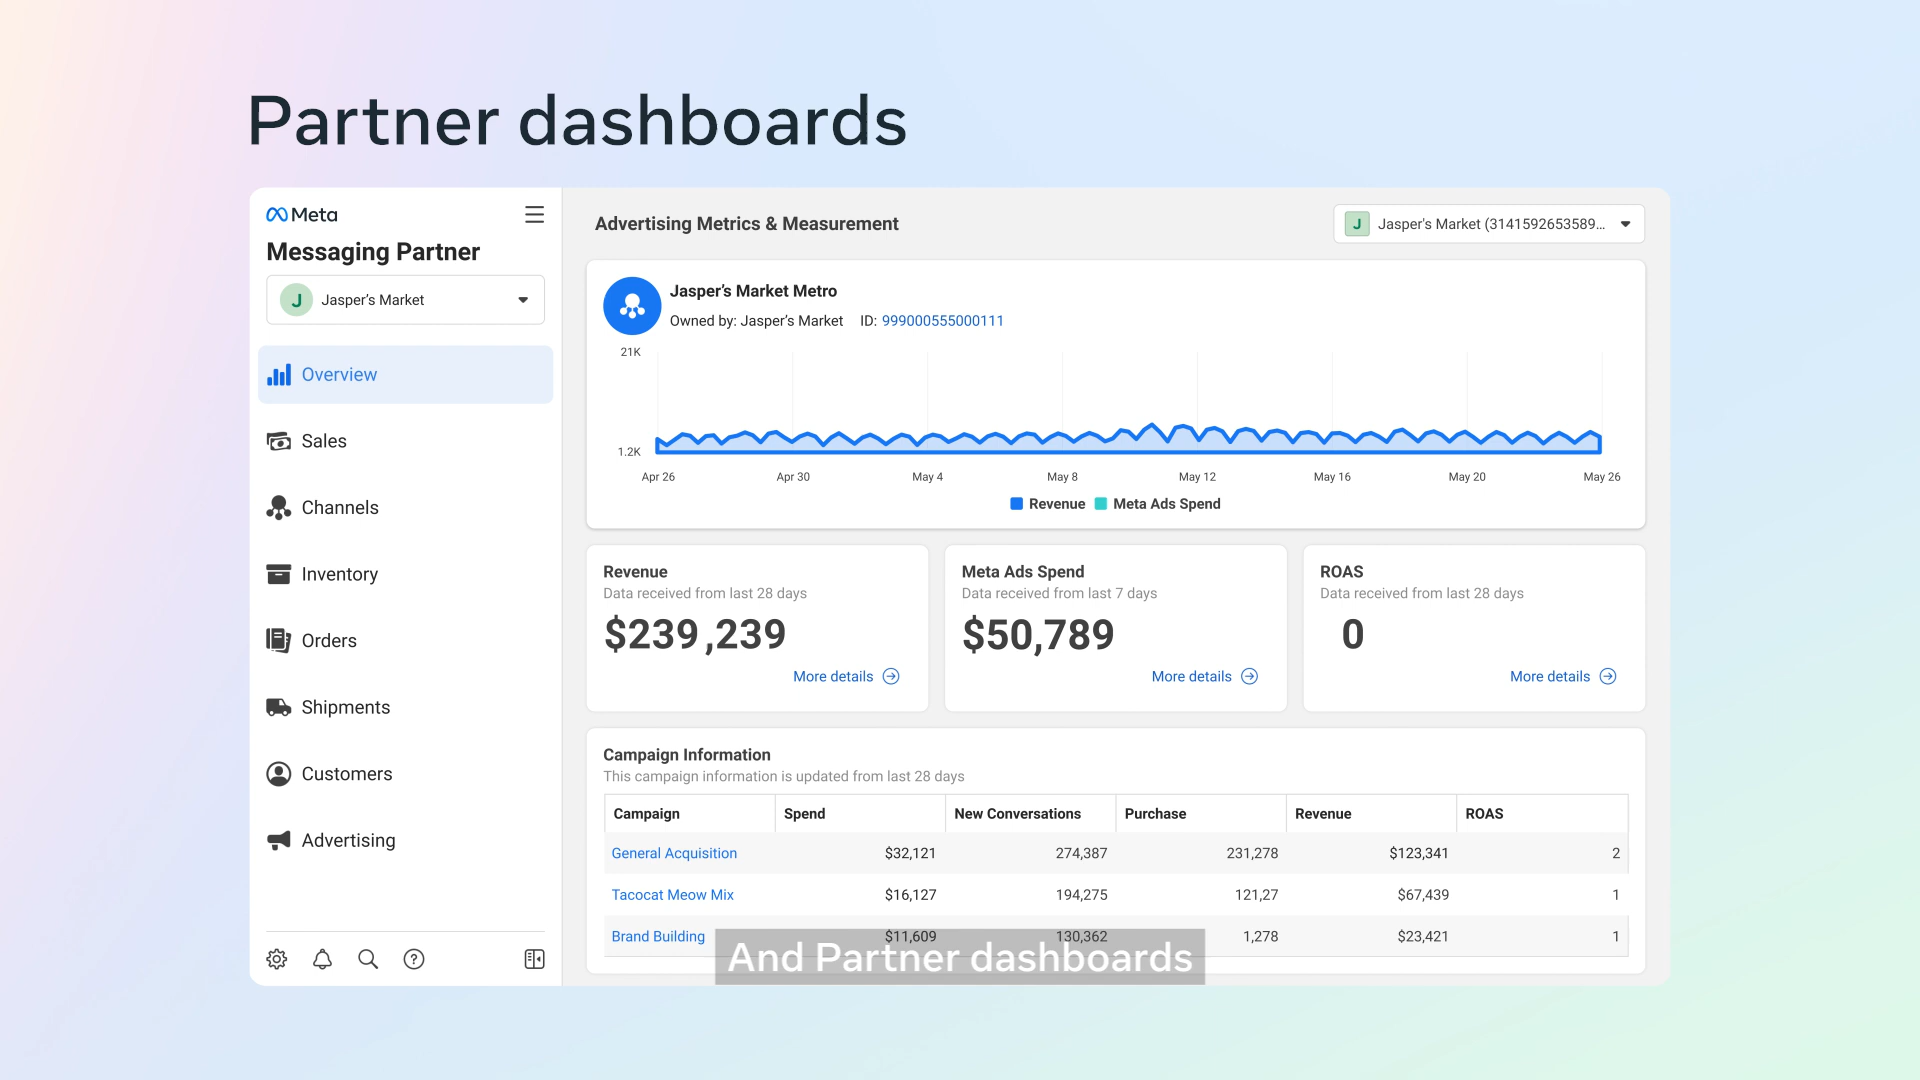 Partner dashboards
Meta
Messaging Partner
J Jasper's Market
Overview
Sales
Channels
Inventory
Orders
Shipments
Customers
Advertising
Advertising Metrics & Measurement
J Jasper's Market (3141592653589...
Jasper's Market Metro
Owned by: Jasper's Market ID: 999000555000111
21K
1.2K
Apr 26 Apr 30 May 4 May 8 May 12 May 16 May 20 May 26
Revenue Meta Ads Spend
Revenue
Data received from last 28 days
$239,239
More details
Meta Ads Spend
Data received from last 7 days
$50,789
More details
ROAS
Data received from last 28 days
0
More details
Campaign Information
This campaign information is updated from last 28 days
Campaign Spend New Conversations Purchase Revenue ROAS
General Acquisition $32,121 274,387 231,278 $123,341 2
Tacocat Meow Mix $16,127 194,275 121,27 $67,439 1
Brand Building $11,609 130,362 1,278 $23,421 1
And Partner dashboards